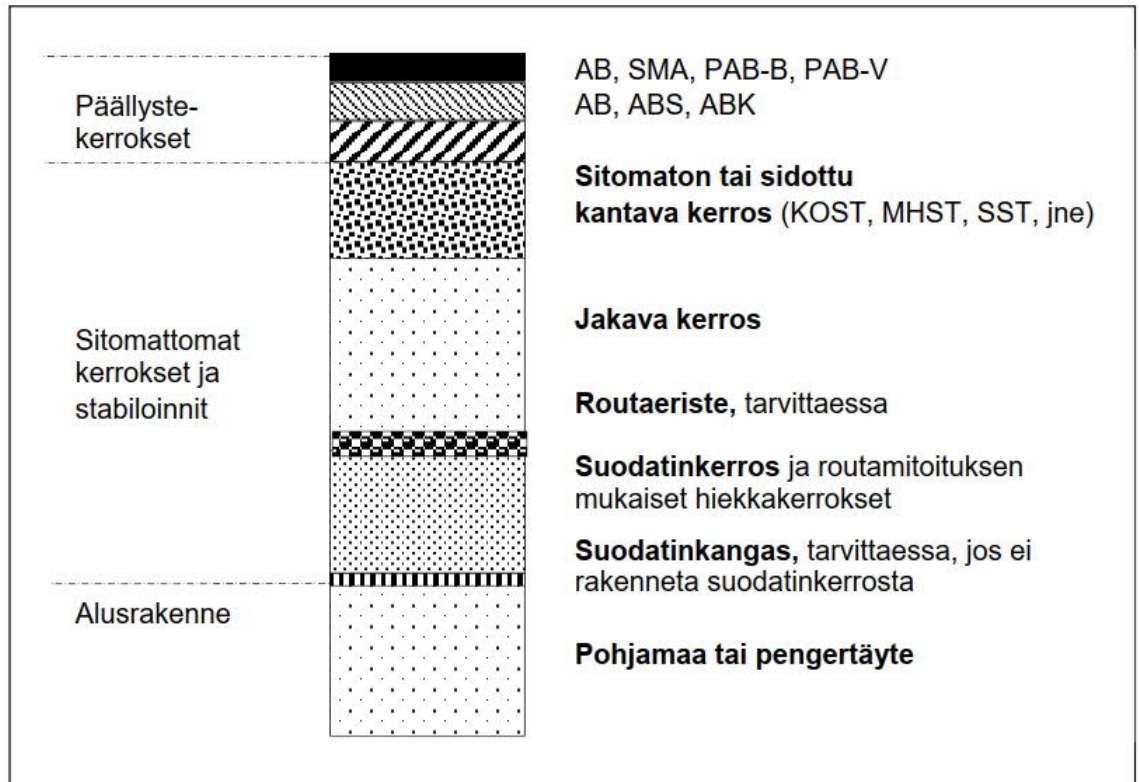 Päällyste-
kerrokset
Sitomattomat
kerrokset ja
stabiloinnit
Alusrakenne
AB, SMA, PAB-B, PAB-V
AB, ABS, ABK
Sitomaton tai sidottu
kantava kerros (KOST, MHST, SST, jne)
Jakava kerros
Routaeriste, tarvittaessa
Suodatinkerros ja routamitoituksen
mukaiset hiekkakerrokset
Suodatinkangas, tarvittaessa, jos ei
rakenneta suodatinkerrosta
Pohjamaa tai pengertäyte